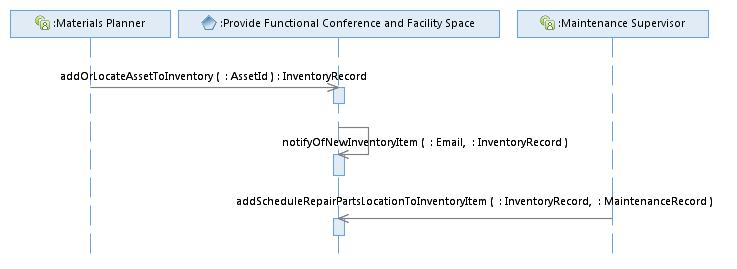 :Materials Planner
:Provide Functional Conference and Facility Space
:Maintenance Supervisor
addOrLocateAssetToInventory ( : AssetId ) : InventoryRecord
notifyOfNewInventoryItem ( : Email, : InventoryRecord )
addScheduleRepairPartsLocationToInventoryItem ( : InventoryRecord, : MaintenanceRecord )